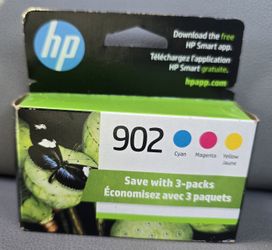 hp
Download the free
HP Smart app.
Téléchargez l'application
HP Smart gratuite.
hpapp.com
902
Cyan
Magenta
Yellow
Jaune
Save with 3-packs
Économisez avec 3 paquets